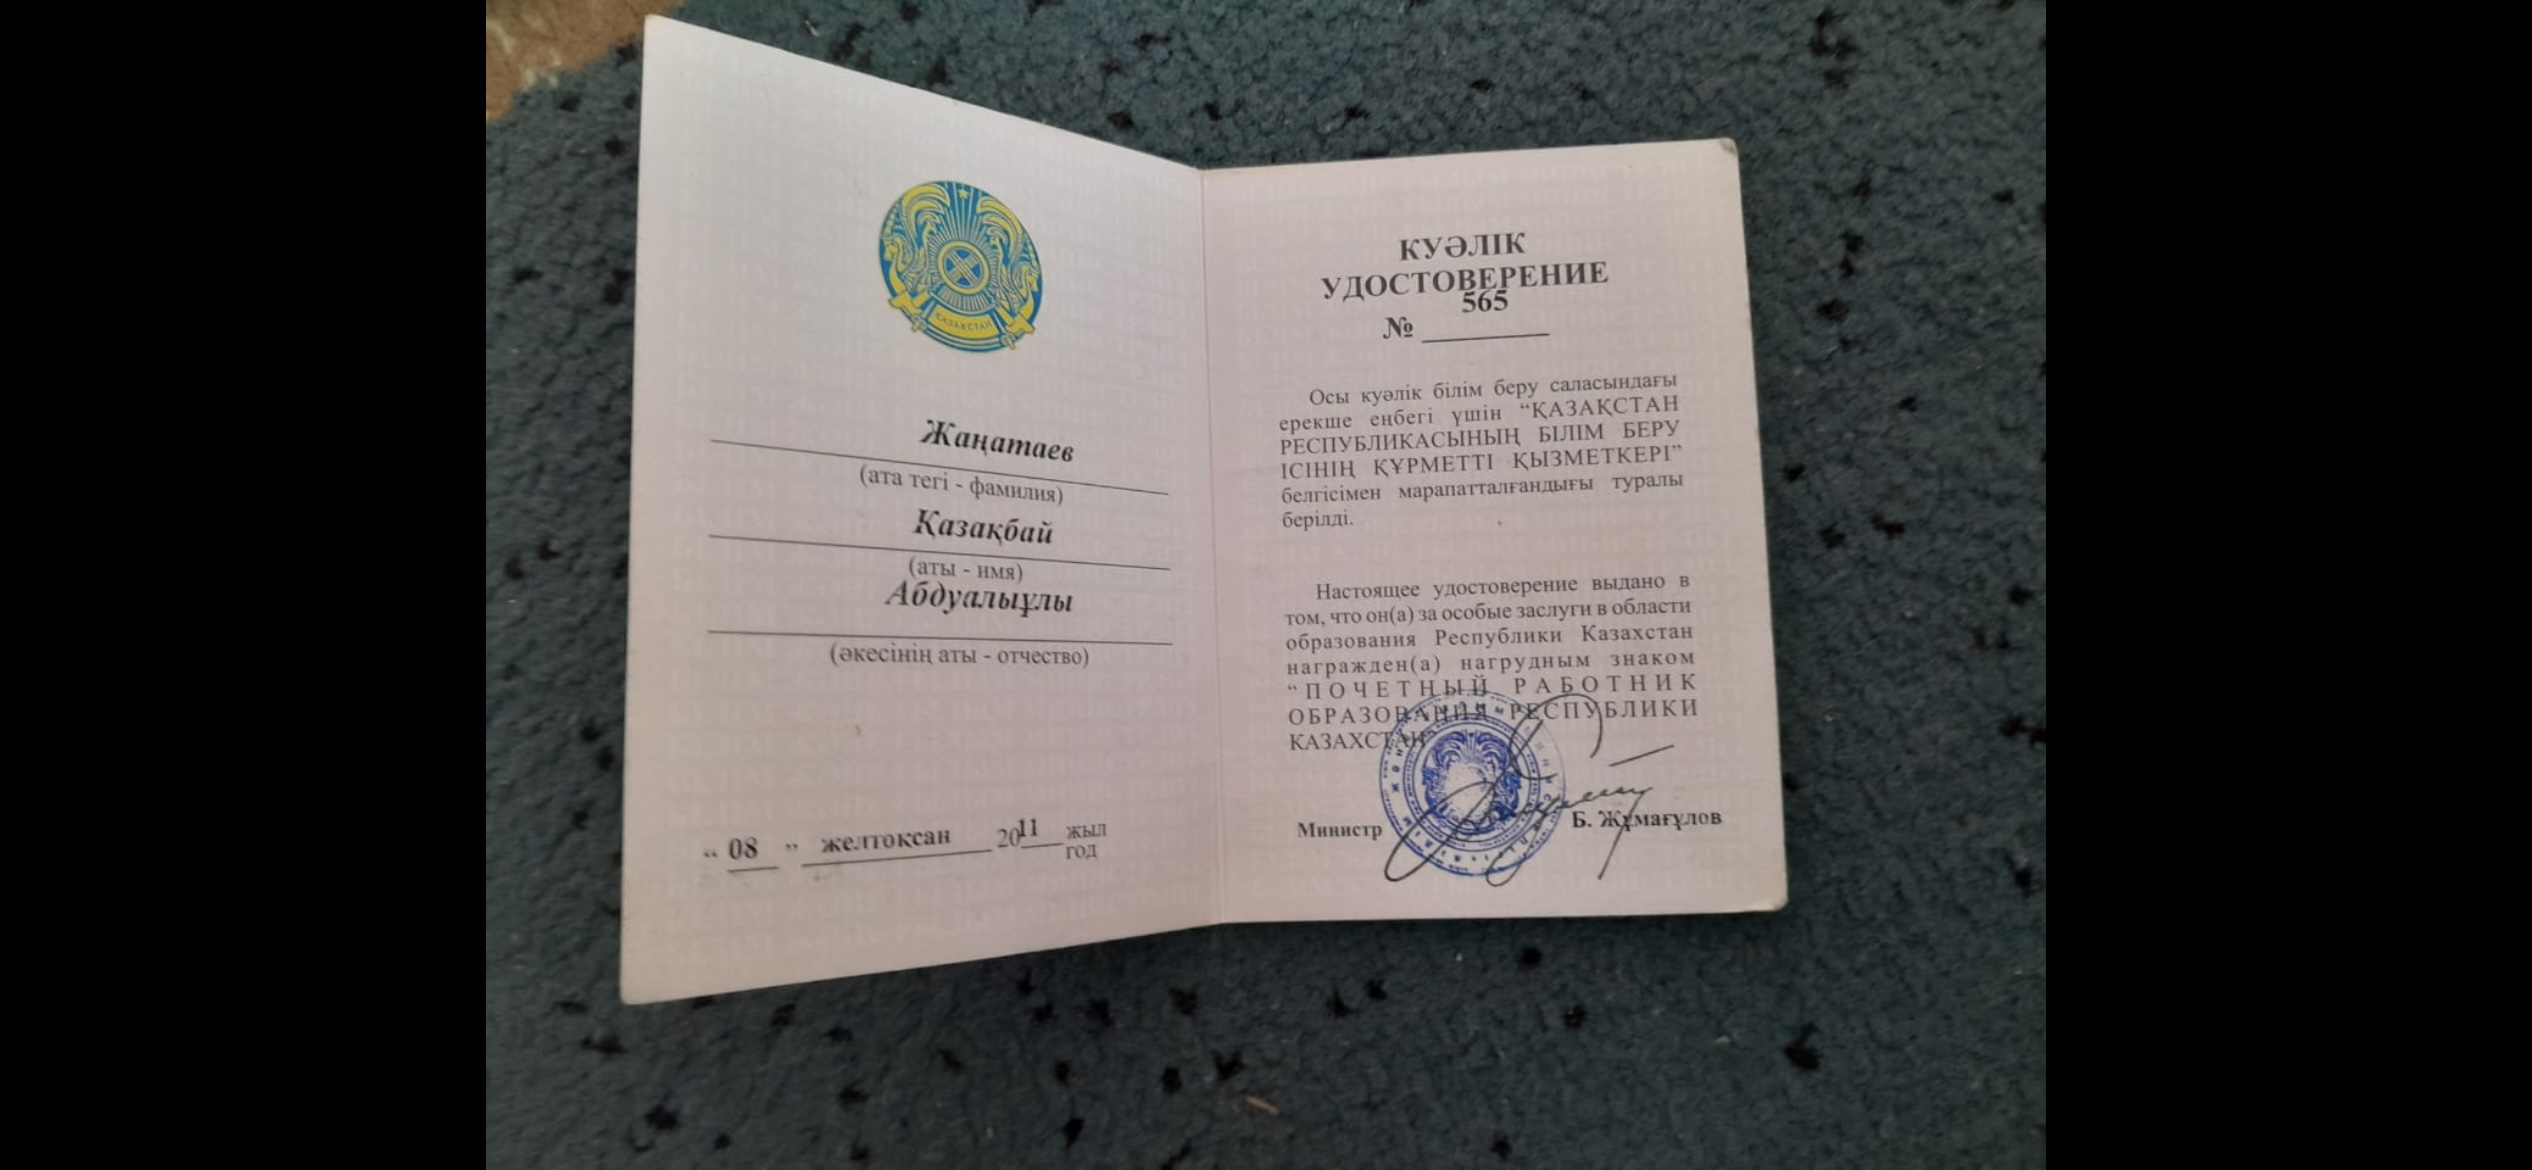 ҚАЗАҚСТАН
Жаңатаев
(ата тегі - фамилия)
Қазақбай
(аты - имя)
Абдуалыұлы
(әкесінің аты - отчество)
“ 08 ” желтоқсан 2011 жыл
год
КУӘЛІК
УДОСТОВЕРЕНИЕ
565
№
Осы куәлік білім беру саласындағы
ерекше еңбегі үшін “ҚАЗАҚСТАН
РЕСПУБЛИКАСЫНЫҢ БІЛІМ БЕРУ
ІСІНІҢ ҚҰРМЕТТІ ҚЫЗМЕТКЕРІ”
белгісімен марапатталғандығы туралы
берілді.
Настоящее удостоверение выдано в
том, что он(а) за особые заслуги в области
образования Республики Казахстан
награжден(а) нагрудным знаком
“ПОЧЕТНЫЙ РАБОТНИК
ОБРАЗОВАНИЯ РЕСПУБЛИКИ
КАЗАХСТАН
Министр Б. Жұмағұлов